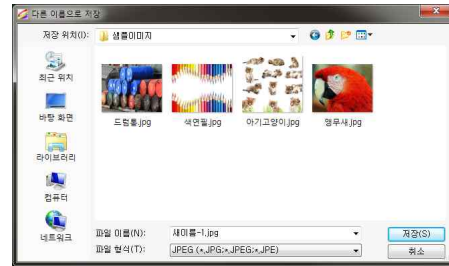 다른 이름으로 저장
저장 위치(I):
샘플이미지
최근 위치
바탕 화면
라이브러리
컴퓨터
네트워크
드럼통.jpg
색연필.jpg
아기고양이.jpg
앵무새.jpg
파일 이름(N):
새이름-1.jpg
저장(S)
파일 형식(T):
JPEG (*.JPG;*.JPEG;*.JPE)
취소